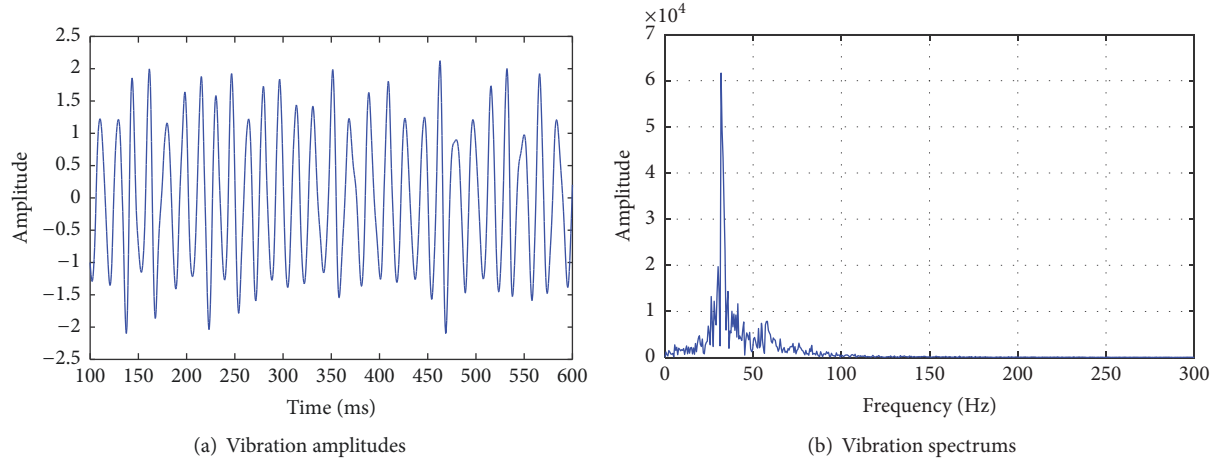 2.5
2
1.5
1
0.5
0
−0.5
−1
−1.5
−2
−2.5
Amplitude
100 150 200 250 300 350 400 450 500 550 600
Time (ms)
(a) Vibration amplitudes
×10^4
7
6
5
4
3
2
1
0
Amplitude
0 50 100 150 200 250 300
Frequency (Hz)
(b) Vibration spectrums